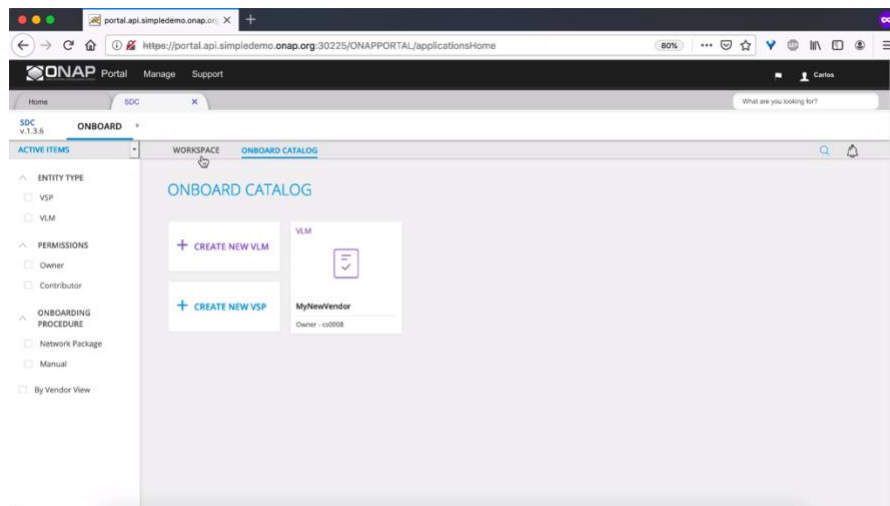 portal.api.simpledemo.onap.org
https://portal.api.simpledemo.onap.org:30225/ONAPPORTAL/applicationsHome
80%
ONAP Portal Manage Support
Carlos
Home SDC
What are you looking for?
SDC
v.1.3.6
ONBOARD
ACTIVE ITEMS
WORKSPACE ONBOARD CATALOG
ENTITY TYPE
VSP
VLM
PERMISSIONS
Owner
Contributor
ONBOARDING
PROCEDURE
Network Package
Manual
By Vendor View
ONBOARD CATALOG
CREATE NEW VLM
CREATE NEW VSP
VLM
MyNewVendor
Owner - cs0008